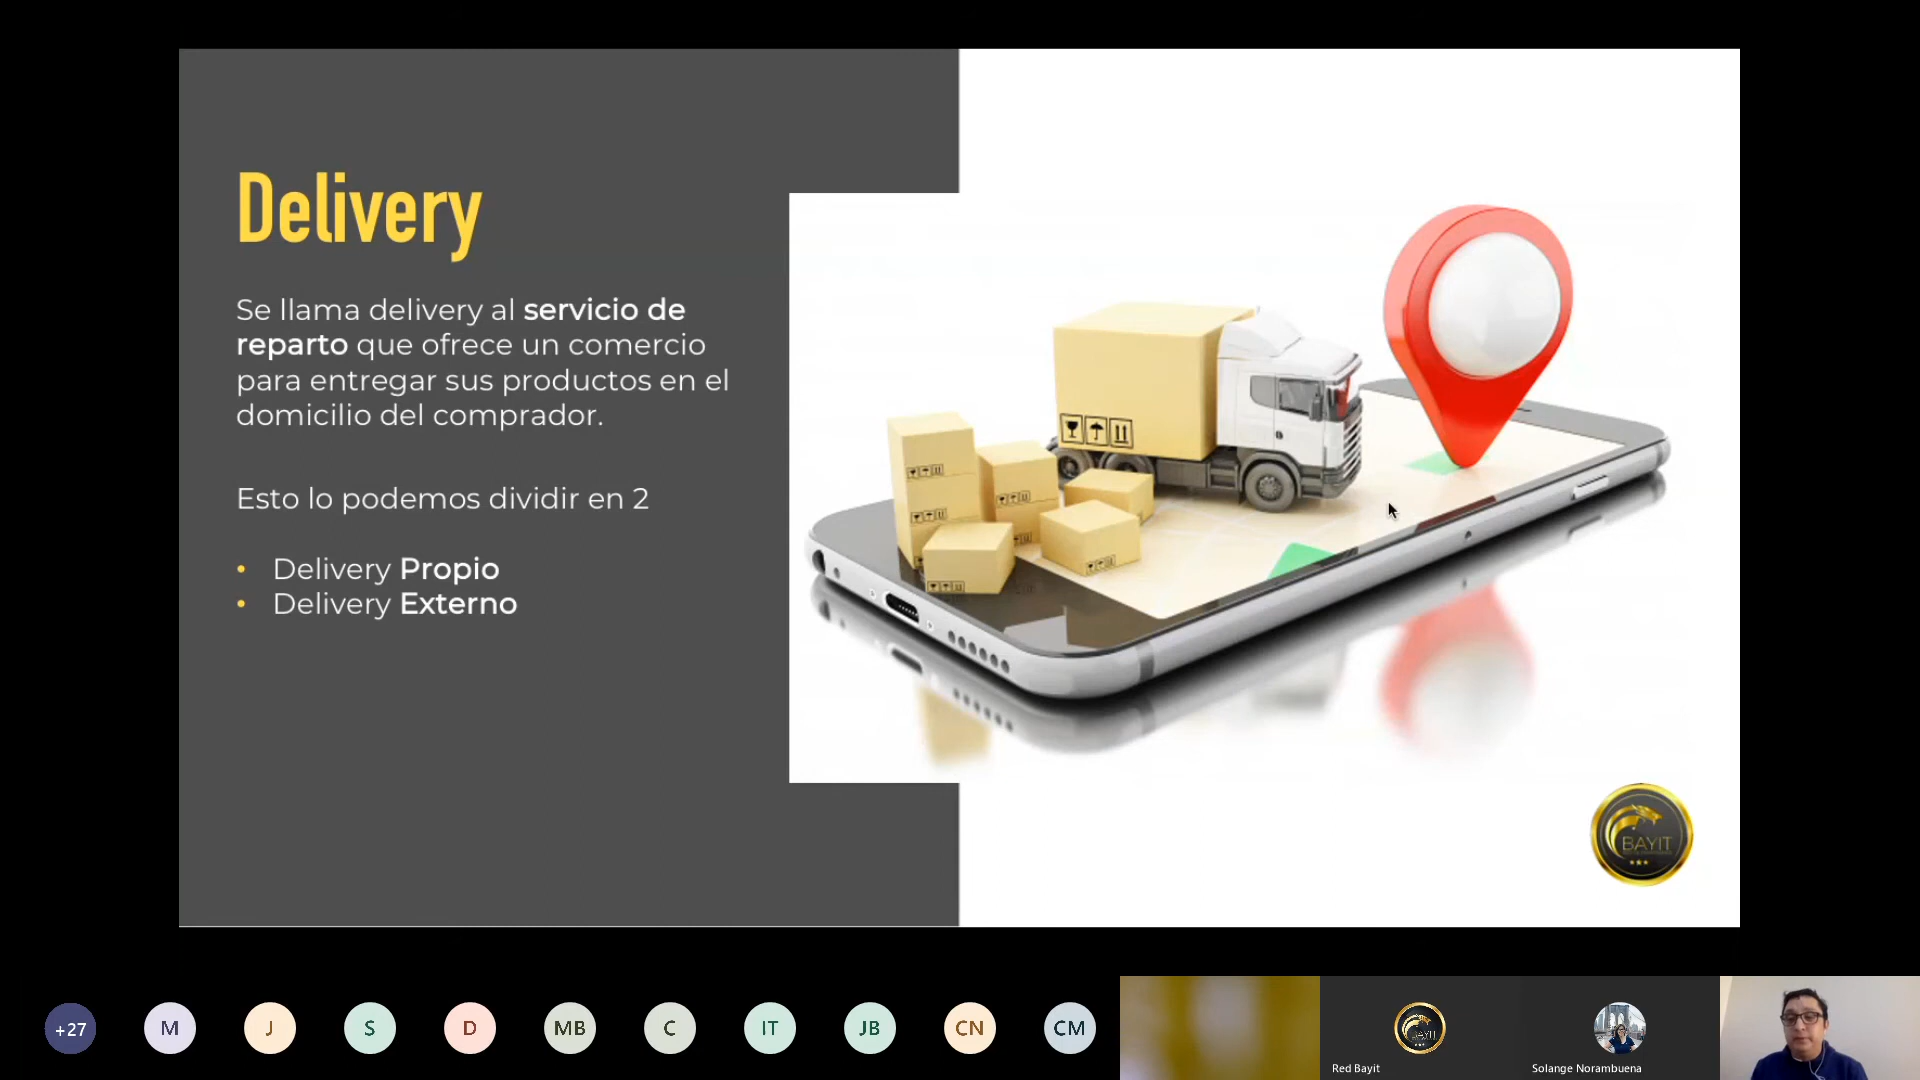 Delivery
Se llama delivery al servicio de
reparto que ofrece un comercio
para entregar sus productos en el
domicilio del comprador.
Esto lo podemos dividir en 2
• Delivery Propio
• Delivery Externo
BAYIT
+27
M
J
S
D
MB
C
IT
JB
CN
CM
BAYIT
Red Bayit
Solange Norambuena